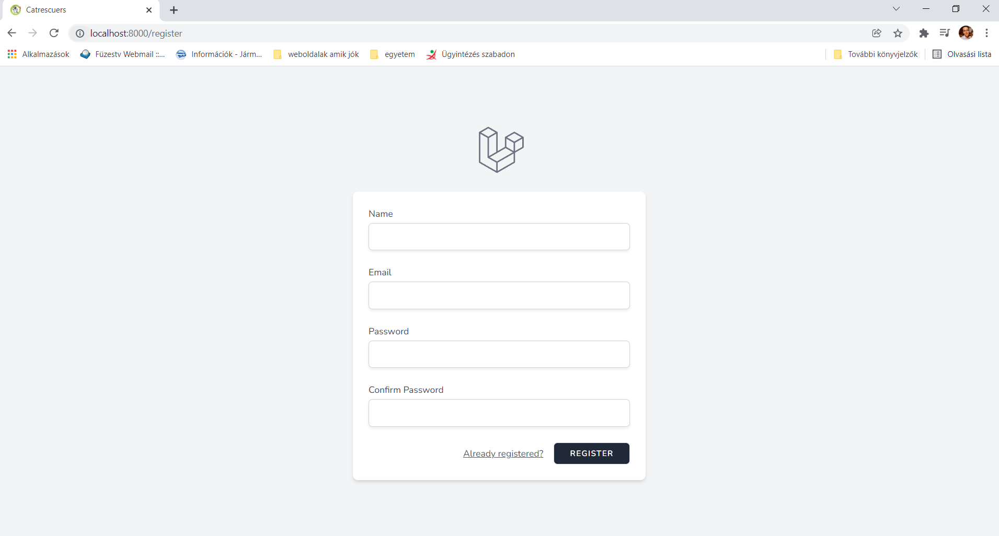 Catrescuers
localhost:8000/register
Alkalmazások Füzestv Webmail ::... Információk - Járm... weboldalak amik jók egyetem Ügyintézés szabadon További könyvjelzők Olvasási lista
Name
Email
Password
Confirm Password
Already registered? REGISTER